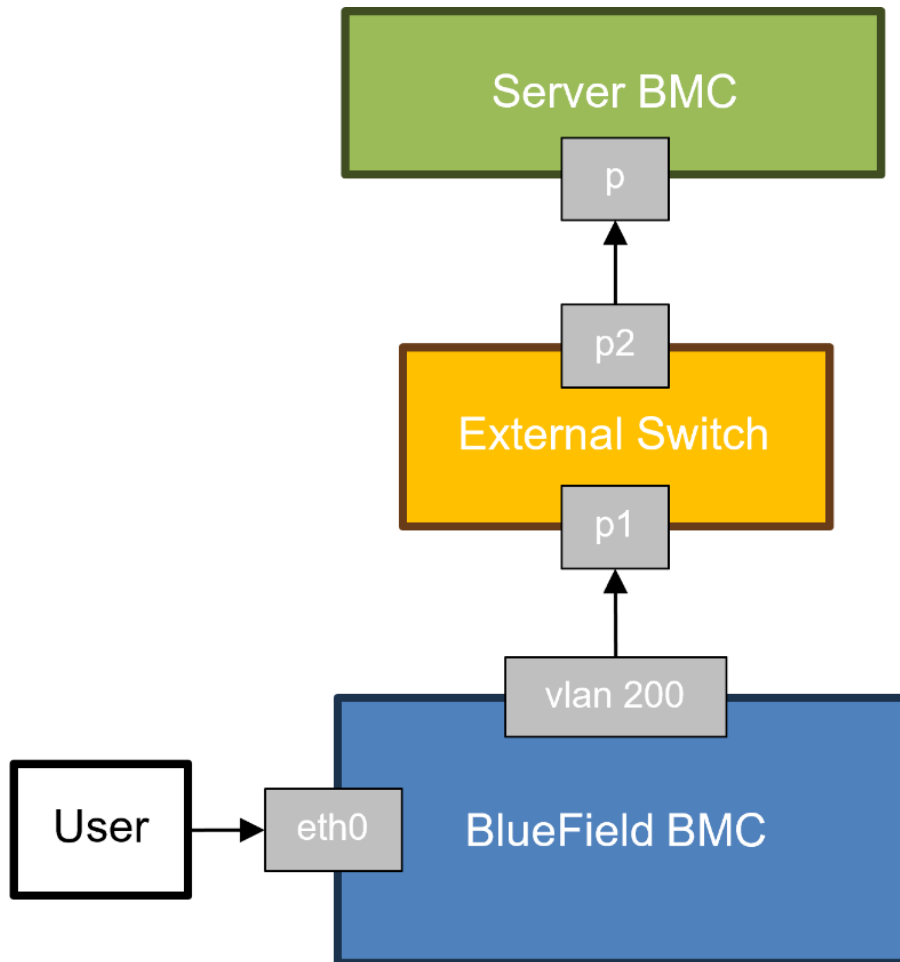 Server BMC
p
p2
External Switch
p1
vlan 200
User
eth0
BlueField BMC